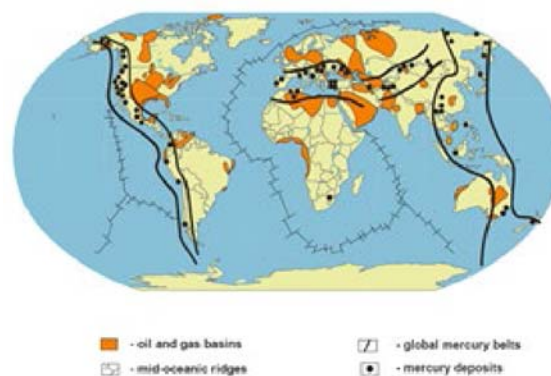 - oil and gas basins
- mid-oceanic ridges
- global mercury belts
- mercury deposits